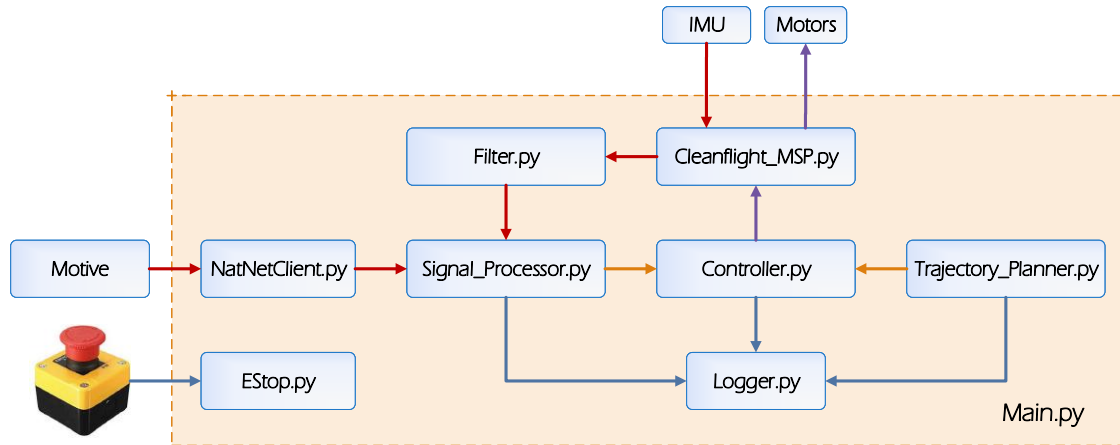 IMU
Motors
Filter.py
Cleanflight_MSP.py
Motive
NatNetClient.py
Signal_Processor.py
Controller.py
Trajectory_Planner.py
EStop.py
Logger.py
Main.py